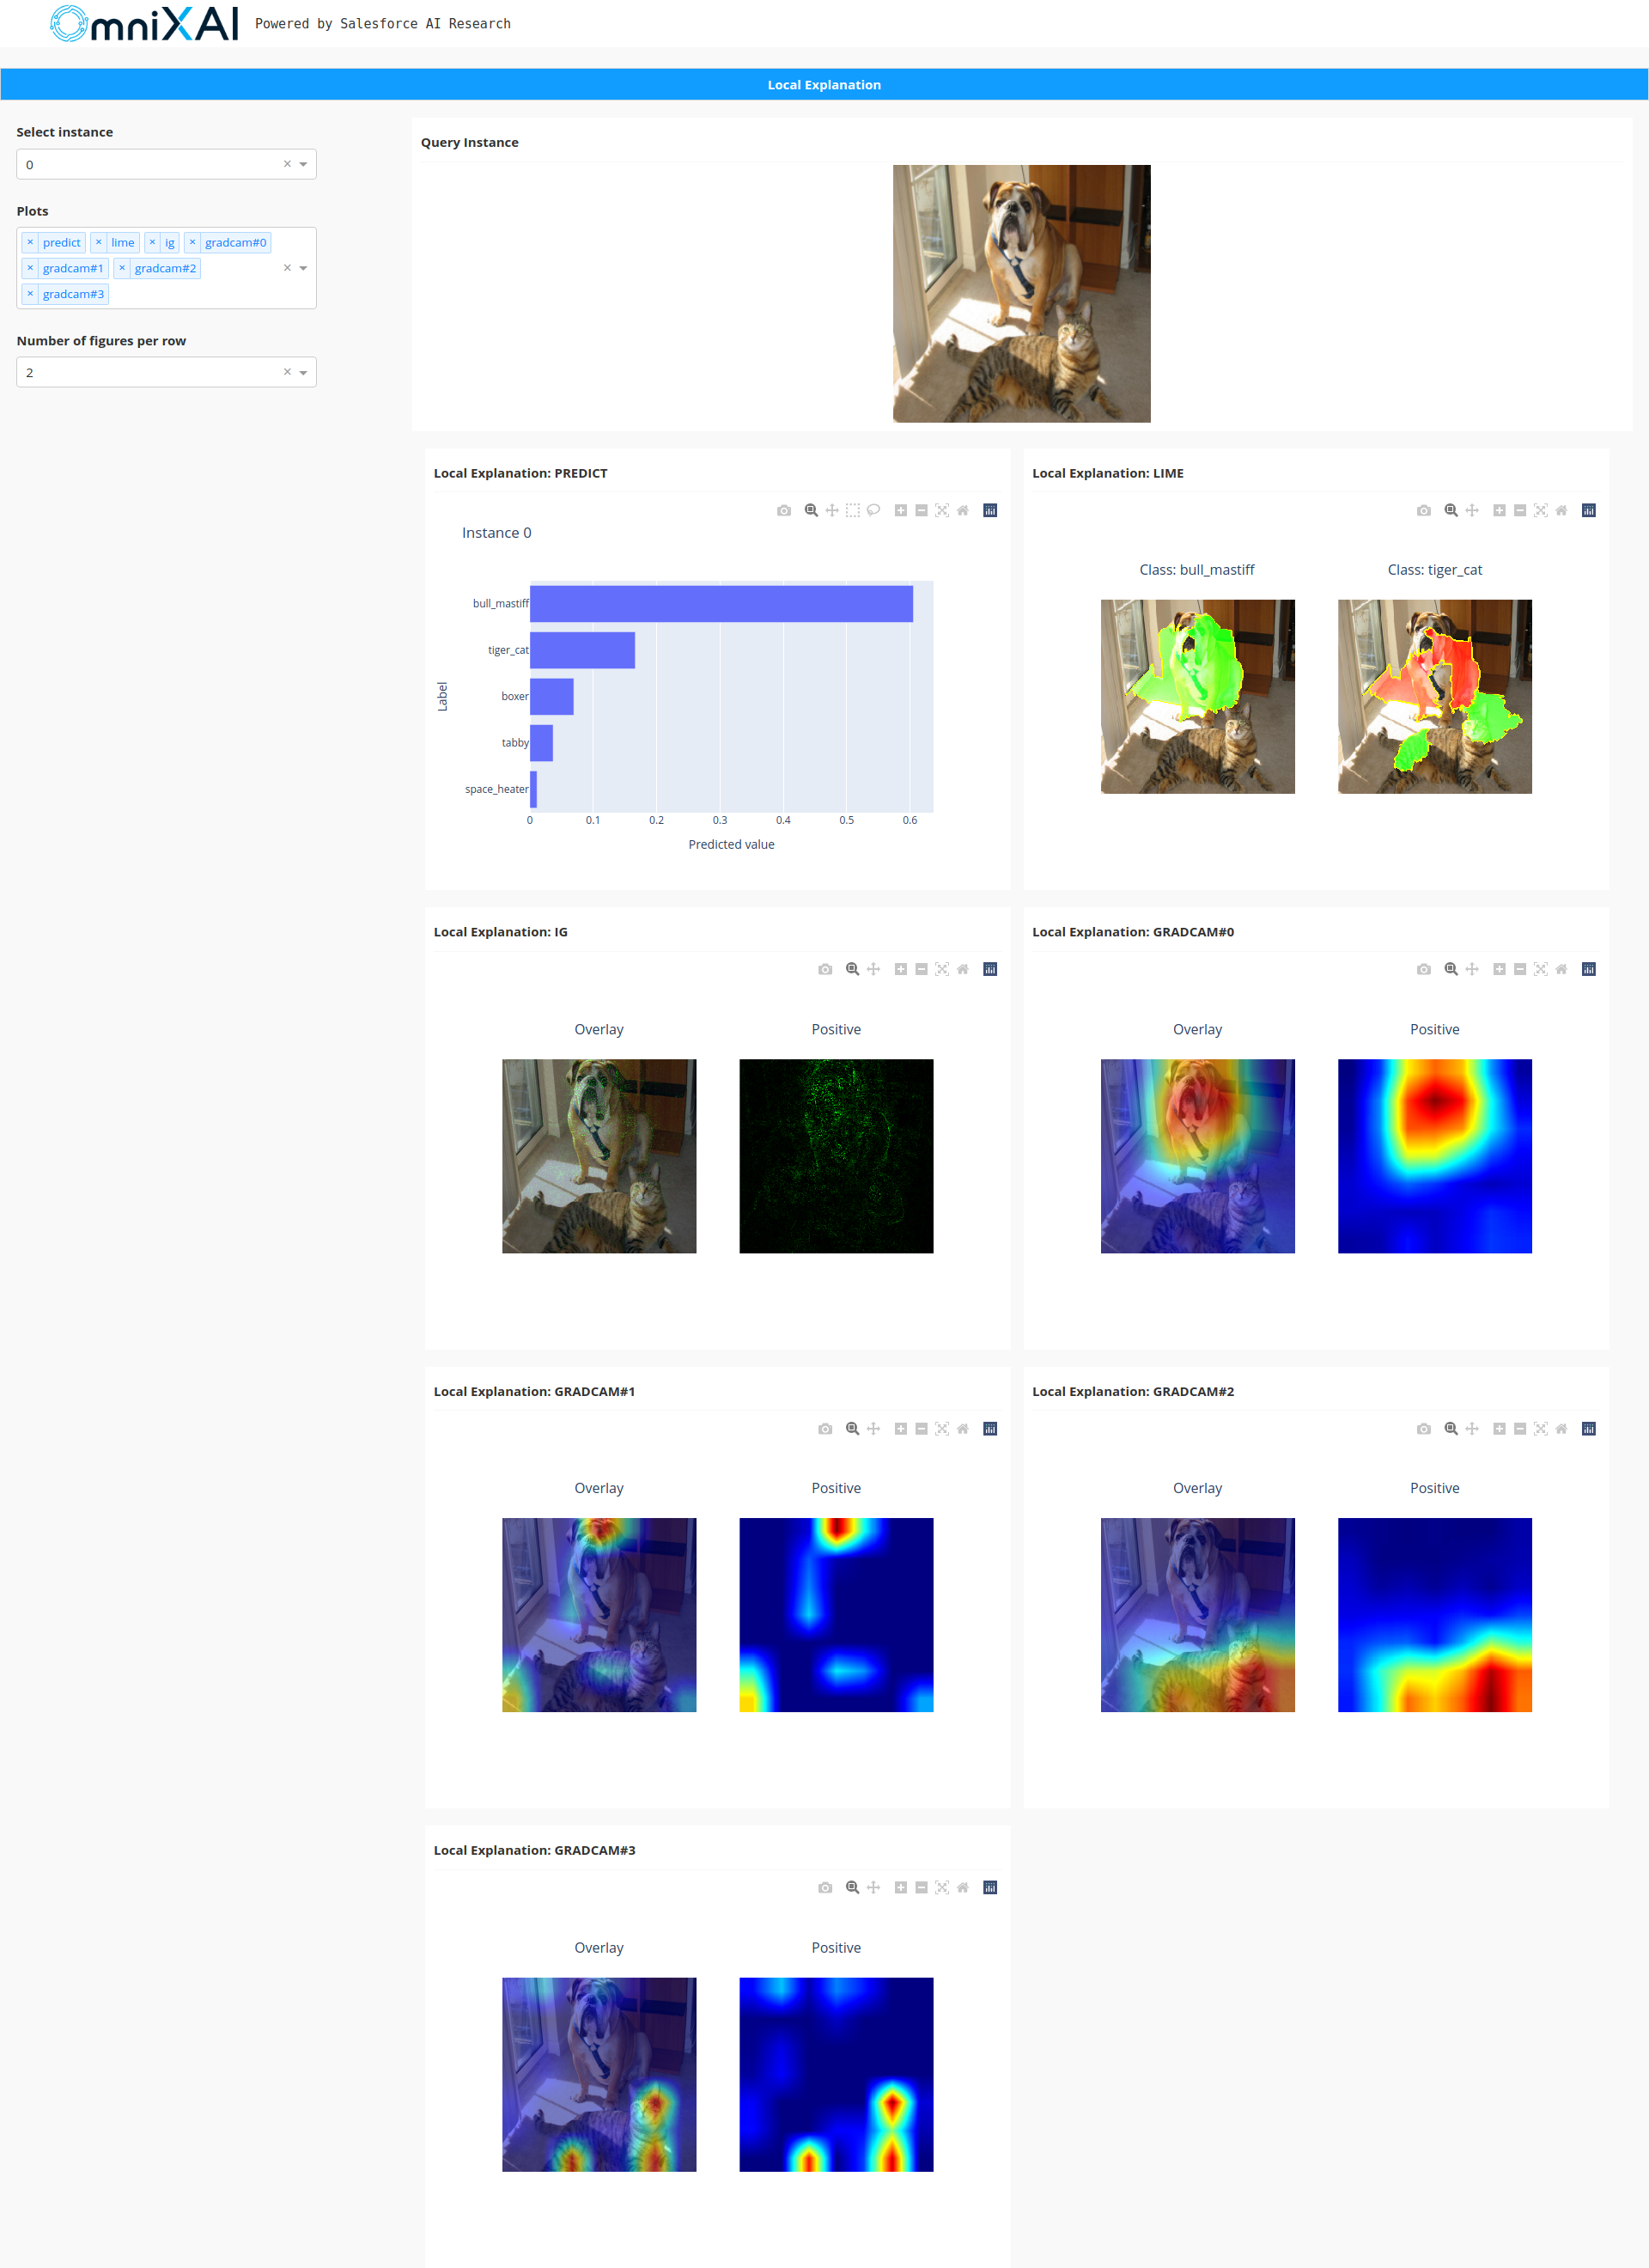 OmniXAI Powered by Salesforce AI Research
Local Explanation
Select instance
0
Plots
× predict × lime × ig × gradcam#0
× gradcam#1 × gradcam#2
× gradcam#3
Number of figures per row
2
Query Instance
Local Explanation: PREDICT
Instance 0
Label
bull_mastiff
tiger_cat
boxer
tabby
space_heater
0 0.1 0.2 0.3 0.4 0.5 0.6
Predicted value
Local Explanation: LIME
Class: bull_mastiff Class: tiger_cat
Local Explanation: IG
Overlay Positive
Local Explanation: GRADCAM#0
Overlay Positive
Local Explanation: GRADCAM#1
Overlay Positive
Local Explanation: GRADCAM#2
Overlay Positive
Local Explanation: GRADCAM#3
Overlay Positive